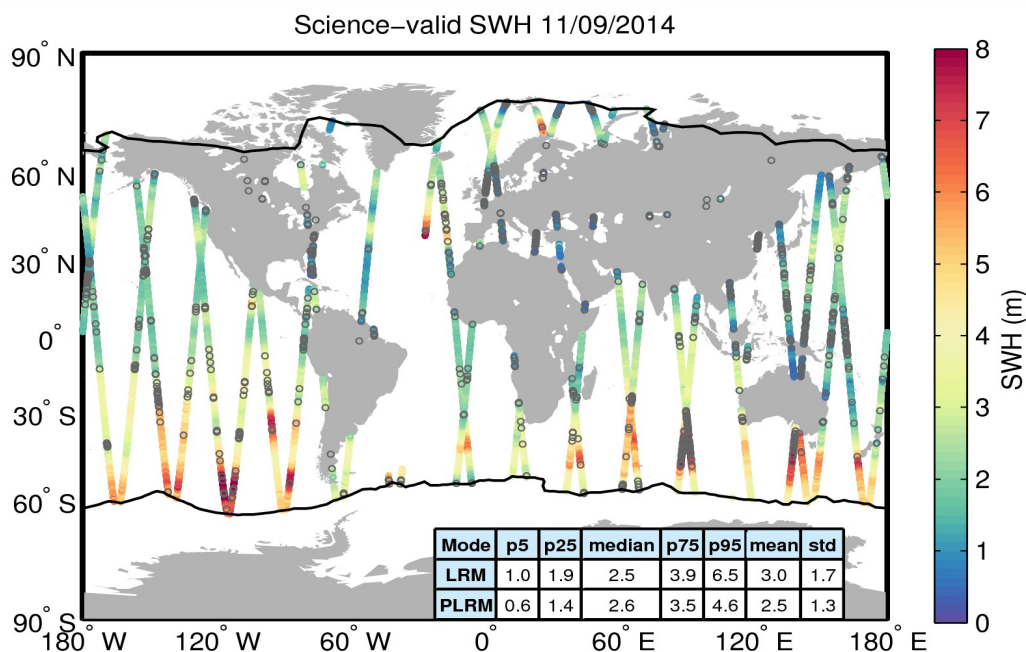 Science−valid SWH 11/09/2014
90° N
60° N
30° N
0°
30° S
60° S
90° S
180° W
120° W
60° W
0°
60° E
120° E
180° E
Mode p5 p25 median p75 p95 mean std
LRM 1.0 1.9 2.5 3.9 6.5 3.0 1.7
PLRM 0.6 1.4 2.6 3.5 4.6 2.5 1.3
8
7
6
5
4
3
2
1
0
SWH (m)